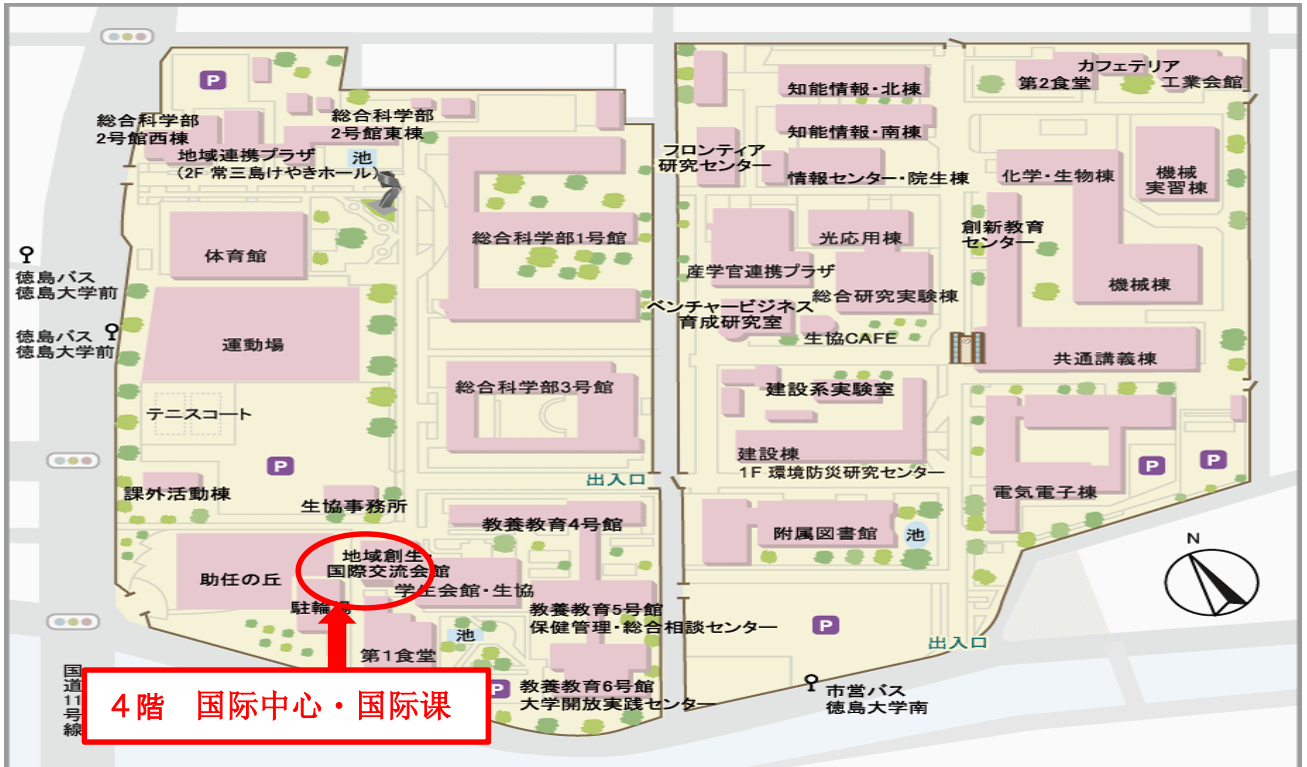 P
総合科学部
2号館西棟
総合科学部
2号館東棟
地域連携プラザ
(2F 常三島けやきホール)
池
体育館
総合科学部1号館
徳島バス
徳島大学前
徳島バス
徳島大学前
運動場
総合科学部3号館
テニスコート
P
課外活動棟
生協事務所
出入口
教養教育4号館
地域創生・
国際交流会館
助任の丘
学生会館・生協
駐輪場
教養教育5号館
保健管理・総合相談センター
池
第1食堂
P
教養教育6号館
大学開放実践センター
国道11号線
4階 国际中心・国际课
知能情報・北棟
カフェテリア
第2食堂
工業会館
知能情報・南棟
フロンティア
研究センター
情報センター・院生棟
化学・生物棟
機械
実習棟
光応用棟
創新教育
センター
産学官連携プラザ
総合研究実験棟
機械棟
ベンチャービジネス
育成研究室
生協CAFE
共通講義棟
建設系実験室
建設棟
1F 環境防災研究センター
P
P
電気電子棟
附属図書館
池
N
P
出入口
市営バス
徳島大学南